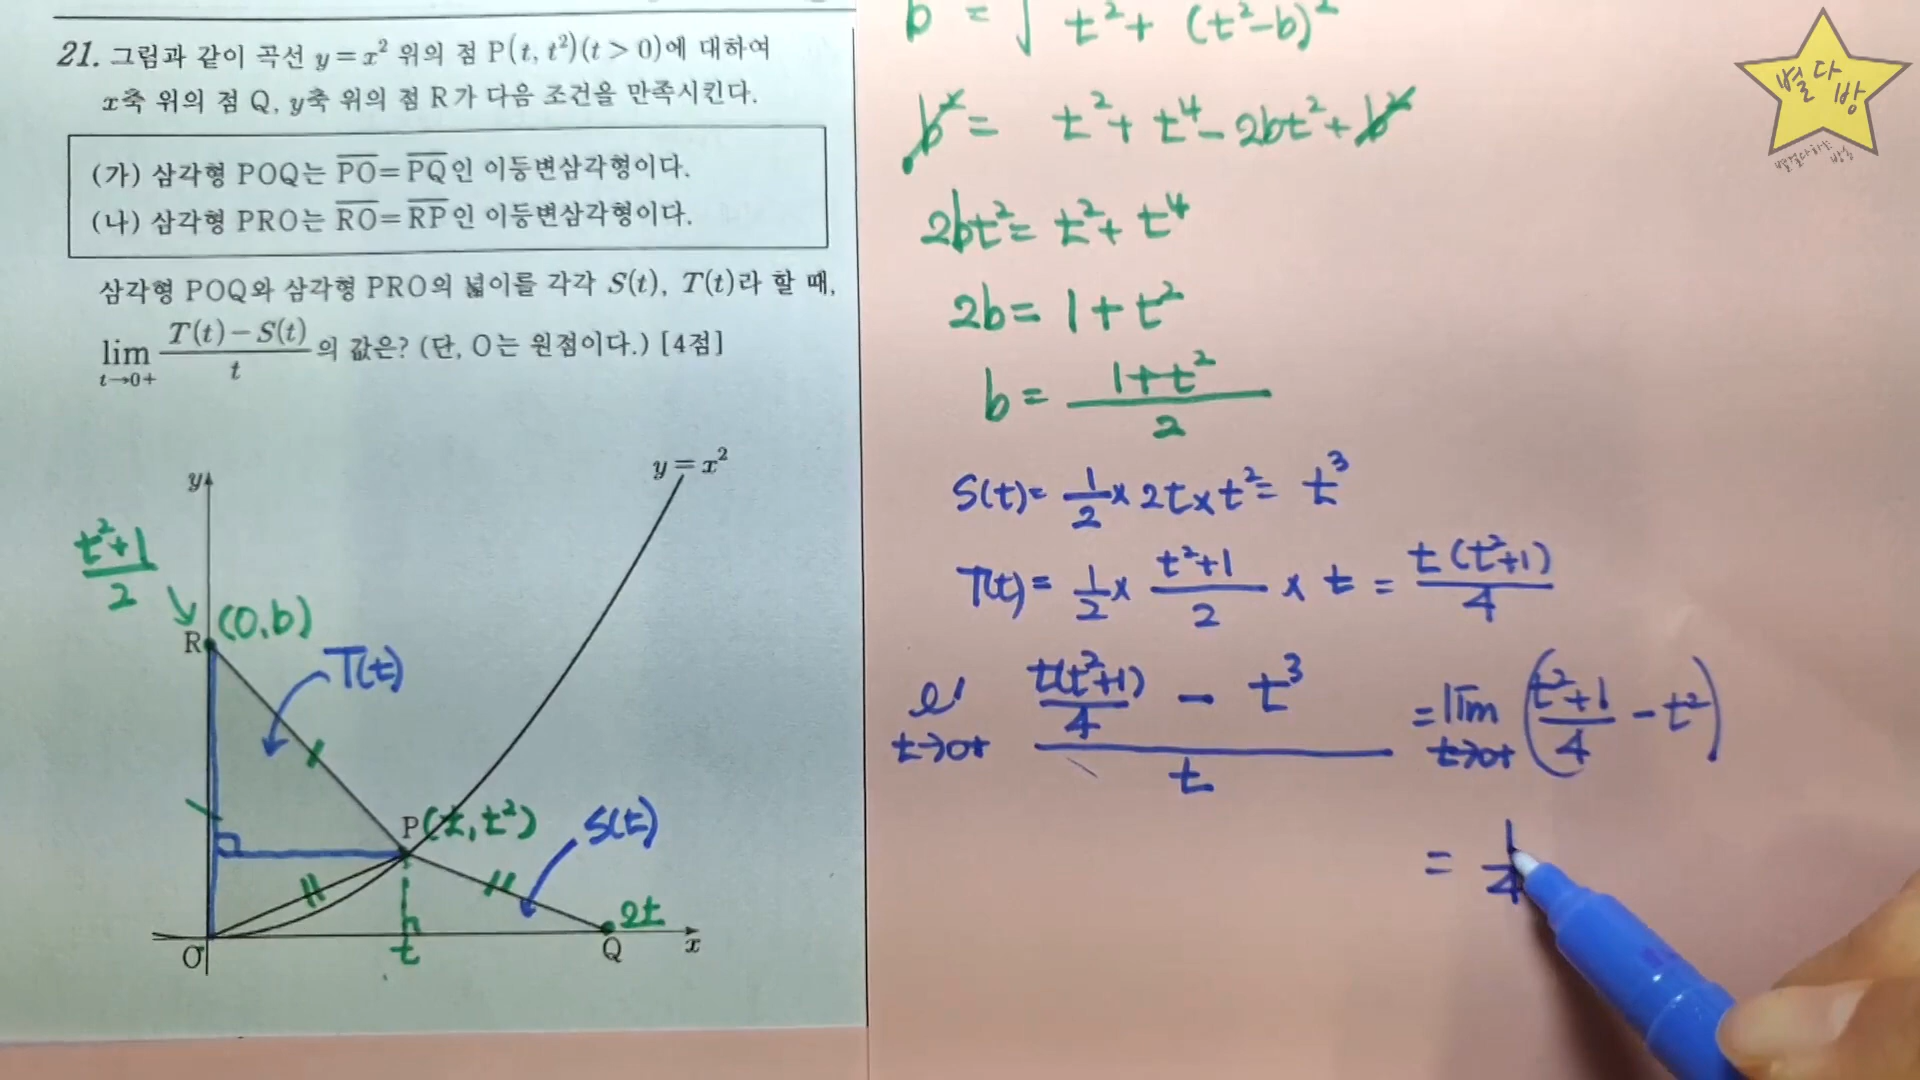 21. 그림과 같이 곡선 y=x² 위의 점 P(t, t²)(t>0)에 대하여
x축 위의 점 Q, y축 위의 점 R가 다음 조건을 만족시킨다.
(가) 삼각형 POQ는 PO=PQ인 이등변삼각형이다.
(나) 삼각형 PRO는 RO=RP인 이등변삼각형이다.
삼각형 POQ와 삼각형 PRO의 넓이를 각각 S(t), T(t)라 할 때,
lim t→0+ (T(t)-S(t))/t 의 값은? (단, O는 원점이다.) [4점]
y
y=x²
(t²+1)/2
R (0,b)
T(t)
P(t,t²)
S(t)
2t
O
t
Q
x
b = √(t²+(t²-b)²)
b² = t²+t⁴-2bt²+b²
2bt² = t²+t⁴
2b = 1+t²
b = (1+t²)/2
S(t)= 1/2 × 2t × t² = t³
T(t)= 1/2 × (t²+1)/2 × t = t(t²+1)/4
t→0+ (t(t²+1)/4 - t³)/t = lim t→0+ ((t²+1)/4 - t²)
= 1/4
별다방